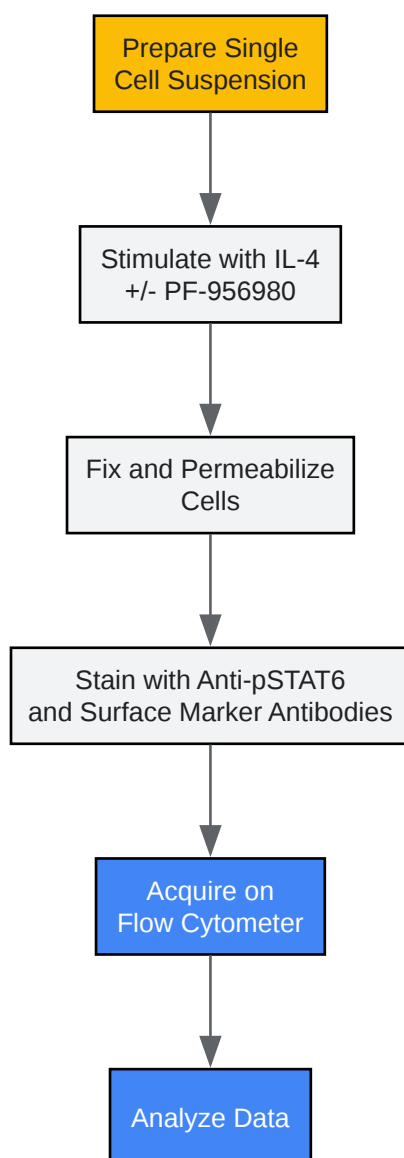 Prepare Single
Cell Suspension
Stimulate with IL-4
+/- PF-956980
Fix and Permeabilize
Cells
Stain with Anti-pSTAT6
and Surface Marker Antibodies
Acquire on
Flow Cytometer
Analyze Data